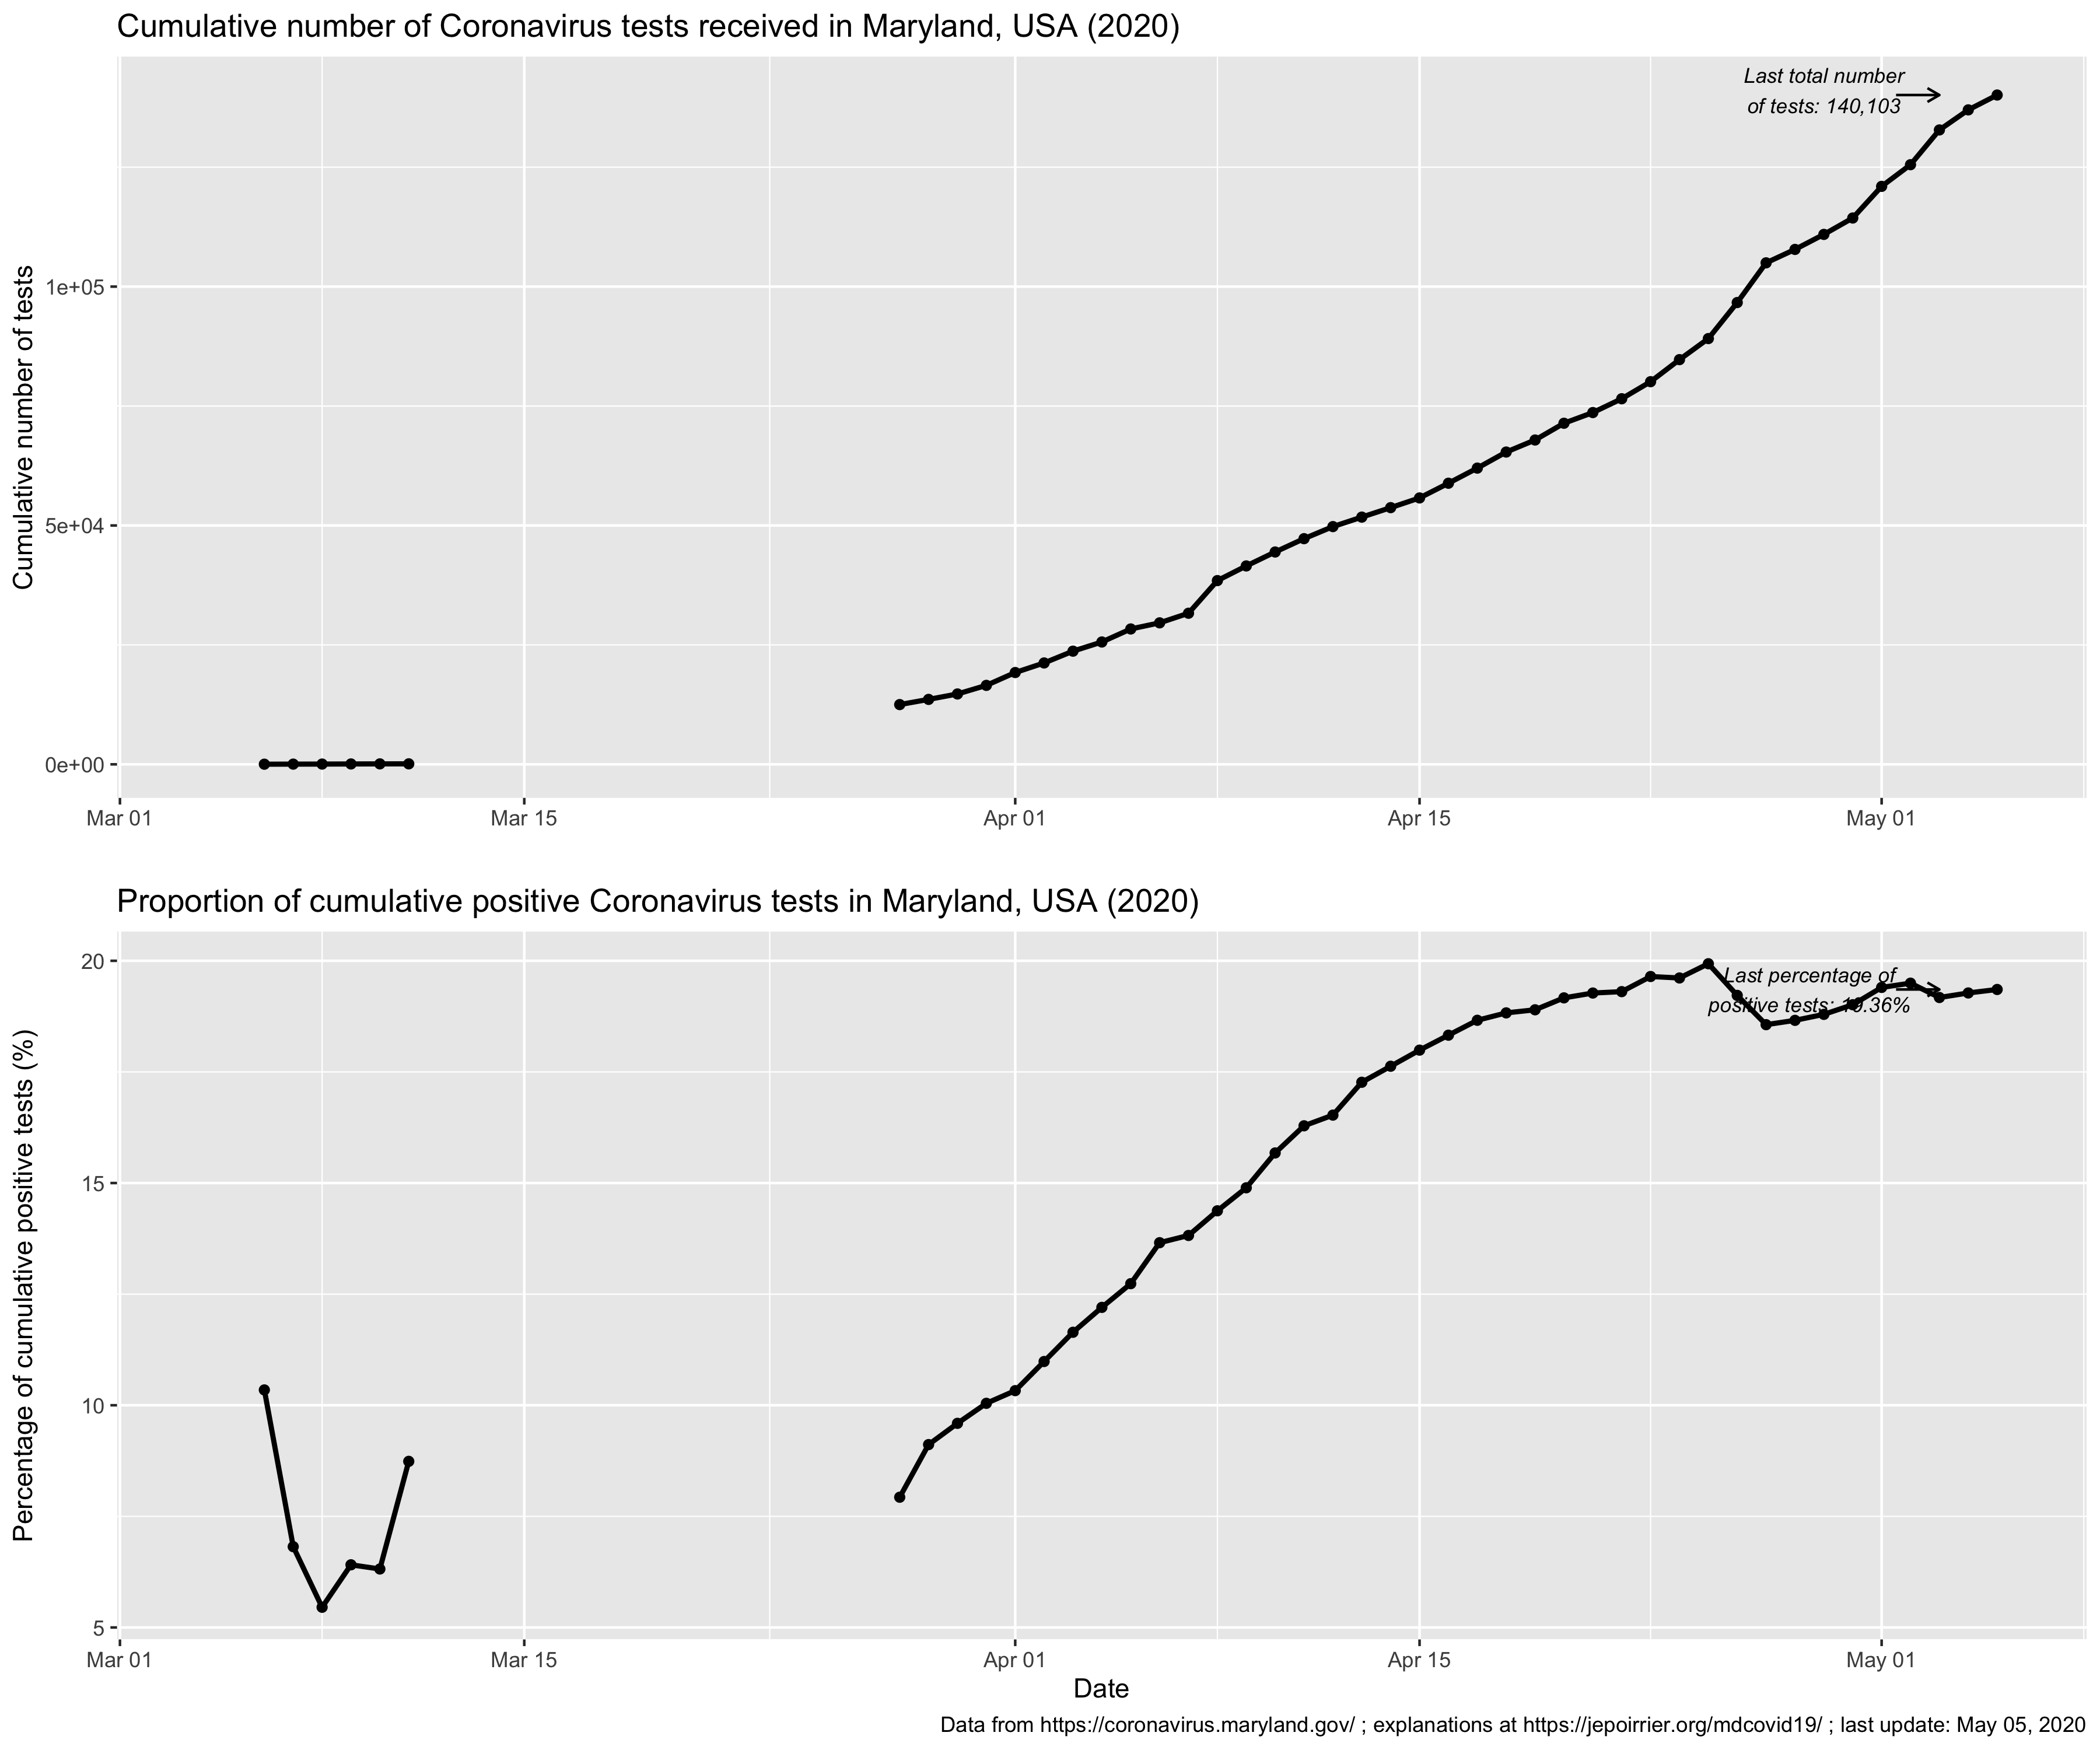 Cumulative number of Coronavirus tests received in Maryland, USA (2020)
Last total number
of tests: 140,103
Cumulative number of tests
1e+05
5e+04
0e+00
Mar 01 Mar 15 Apr 01 Apr 15 May 01
Proportion of cumulative positive Coronavirus tests in Maryland, USA (2020)
Last percentage of
positive tests: 19.36%
Percentage of cumulative positive tests (%)
20
15
10
5
Mar 01 Mar 15 Apr 01 Apr 15 May 01
Date
Data from https://coronavirus.maryland.gov/ ; explanations at https://jepoirrier.org/mdcovid19/ ; last update: May 05, 2020